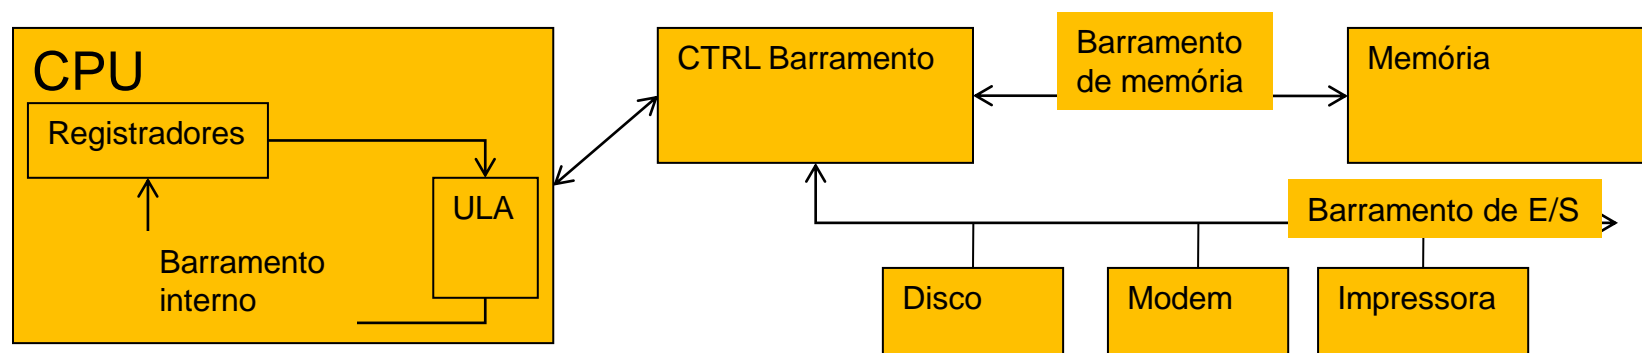 CPU
Registradores
ULA
Barramento
interno
CTRL Barramento
Barramento
de memória
Memória
Barramento de E/S
Disco
Modem
Impressora